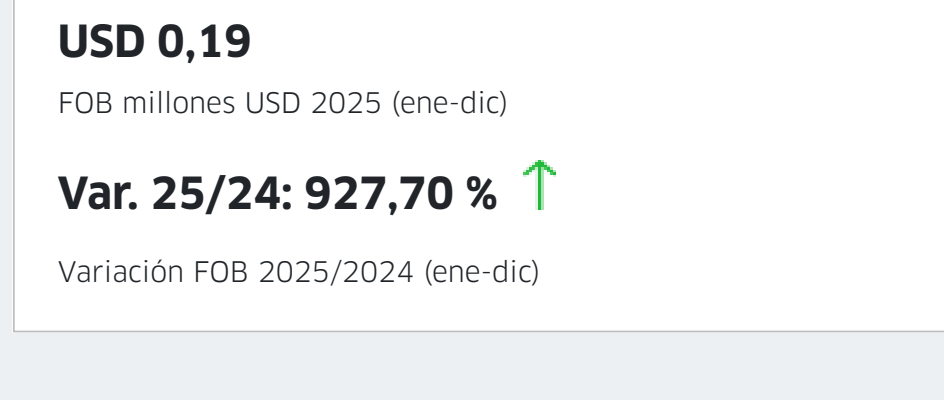 USD 0,19
FOB millones USD 2025 (ene-dic)
Var. 25/24: 927,70 %
Variación FOB 2025/2024 (ene-dic)